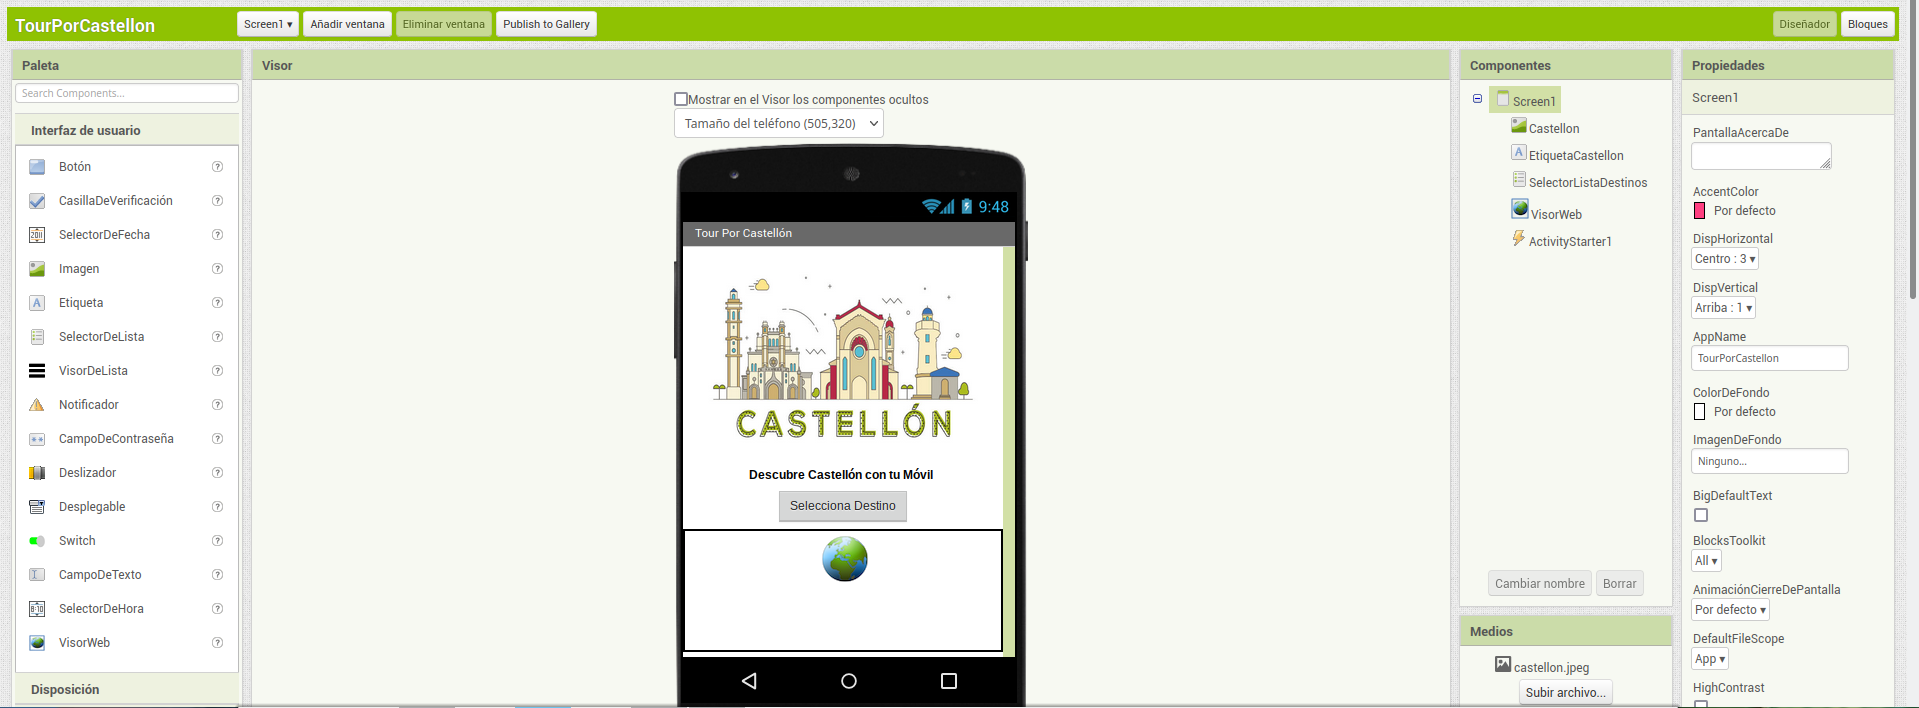 TourPorCastellon
Screen1 ▾
Añadir ventana
Eliminar ventana
Publish to Gallery
Diseñador
Bloques
Paleta
Search Components...
Interfaz de usuario
Botón
CasillaDeVerificación
SelectorDeFecha
Imagen
Etiqueta
SelectorDeLista
VisorDeLista
Notificador
CampoDeContraseña
Deslizador
Desplegable
Switch
CampoDeTexto
SelectorDeHora
VisorWeb
Disposición
Visor
Mostrar en el Visor los componentes ocultos
Tamaño del teléfono (505,320)
9:48
Tour Por Castellón
CASTELLÓN
Descubre Castellón con tu Móvil
Selecciona Destino
Componentes
Screen1
Castellon
EtiquetaCastellon
SelectorListaDestinos
VisorWeb
ActivityStarter1
Cambiar nombre
Borrar
Medios
castellon.jpeg
Subir archivo...
Propiedades
Screen1
PantallaAcercaDe
AccentColor
Por defecto
DispHorizontal
Centro : 3 ▾
DispVertical
Arriba : 1 ▾
AppName
TourPorCastellon
ColorDeFondo
Por defecto
ImagenDeFondo
Ninguno...
BigDefaultText
BlocksToolkit
All ▾
AnimaciónCierreDePantalla
Por defecto ▾
DefaultFileScope
App ▾
HighContrast